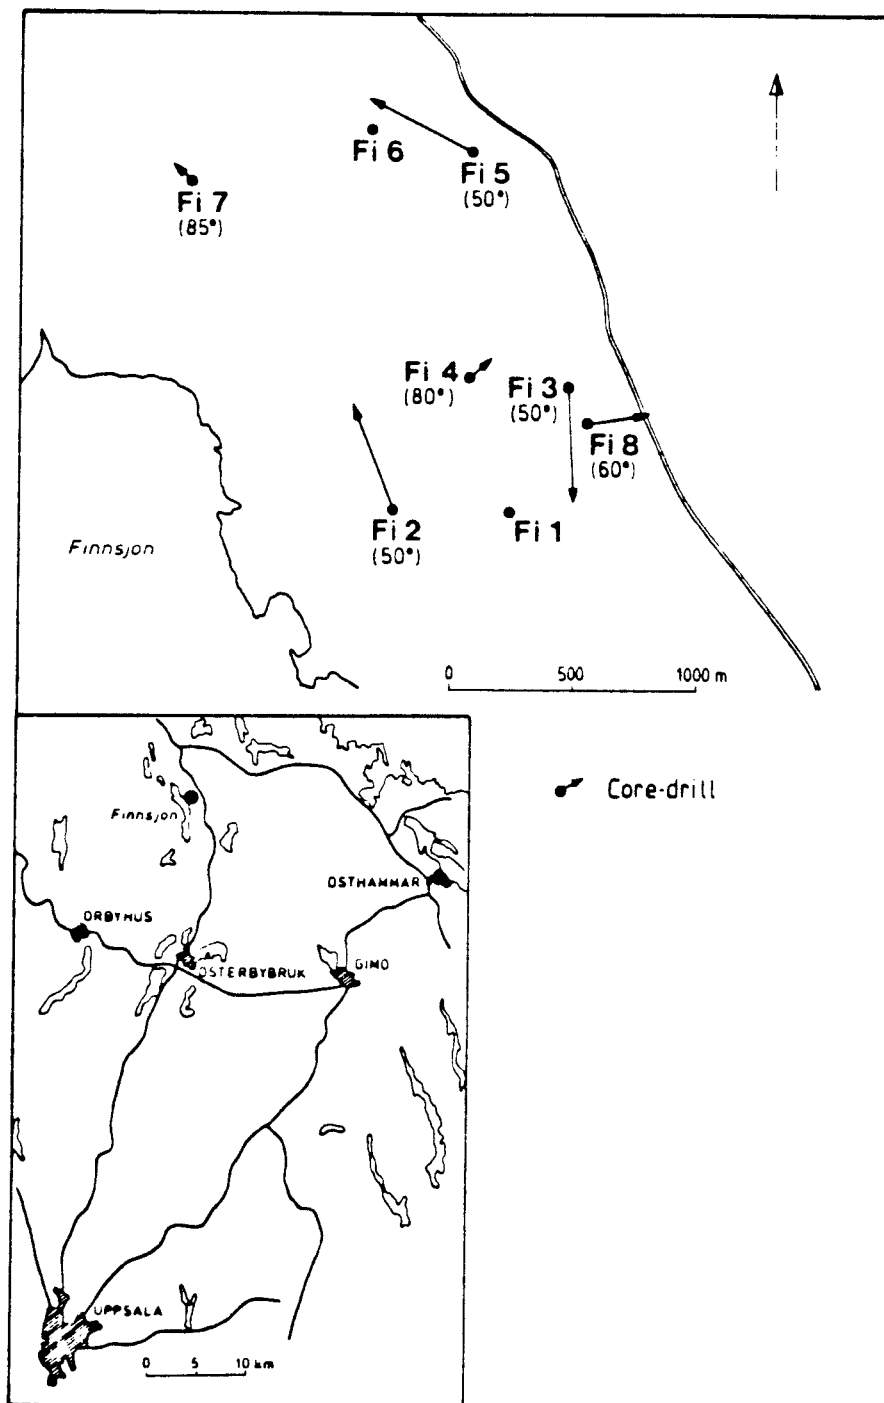 Fi 6
Fi 5
(50°)
Fi 7
(85°)
Fi 4
(80°)
Fi 3
(50°)
Fi 8
(60°)
Fi 2
(50°)
Fi 1
Finnsjon
0 500 1000 m
Core-drill
Finnsjon
OSTHAMMAR
ORBYHUS
OSTERBYBRUK
GIMO
UPPSALA
0 5 10 km